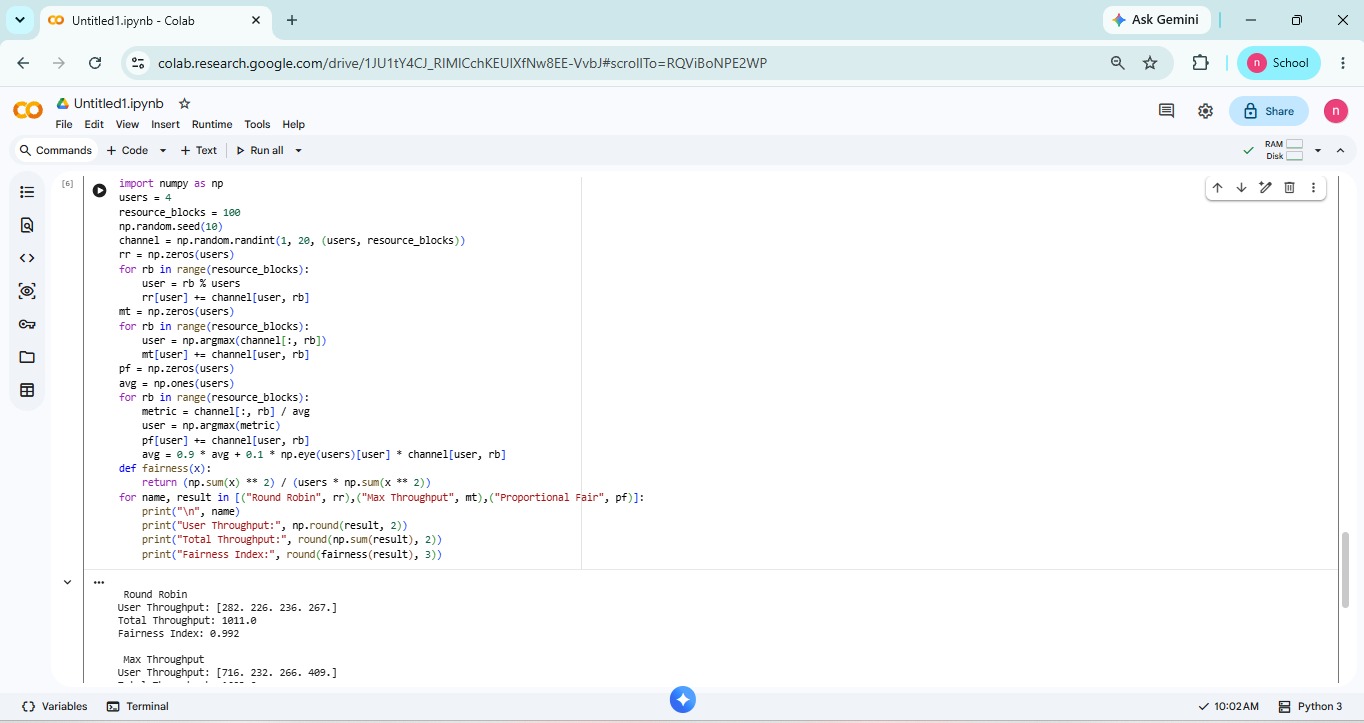 Untitled1.ipynb - Colab
Ask Gemini
colab.research.google.com/drive/1JU1tY4CJ_RIMICchKEUIXfNw8EE-VvbJ#scrollTo=RQViBoNPE2WP
n School
Untitled1.ipynb
File Edit View Insert Runtime Tools Help
Share
n
Commands + Code + Text Run all
RAM
Disk
[6]
import numpy as np
users = 4
resource_blocks = 100
np.random.seed(10)
channel = np.random.randint(1, 20, (users, resource_blocks))
rr = np.zeros(users)
for rb in range(resource_blocks):
    user = rb % users
    rr[user] += channel[user, rb]
mt = np.zeros(users)
for rb in range(resource_blocks):
    user = np.argmax(channel[:, rb])
    mt[user] += channel[user, rb]
pf = np.zeros(users)
avg = np.ones(users)
for rb in range(resource_blocks):
    metric = channel[:, rb] / avg
    user = np.argmax(metric)
    pf[user] += channel[user, rb]
    avg = 0.9 * avg + 0.1 * np.eye(users)[user] * channel[user, rb]
def fairness(x):
    return (np.sum(x) ** 2) / (users * np.sum(x ** 2))
for name, result in [("Round Robin", rr),("Max Throughput", mt),("Proportional Fair", pf)]:
    print("\n", name)
    print("User Throughput:", np.round(result, 2))
    print("Total Throughput:", round(np.sum(result), 2))
    print("Fairness Index:", round(fairness(result), 3))
...
Round Robin
User Throughput: [282. 226. 236. 267.]
Total Throughput: 1011.0
Fairness Index: 0.992
Max Throughput
User Throughput: [716. 232. 266. 409.]
Variables Terminal
10:02AM Python 3